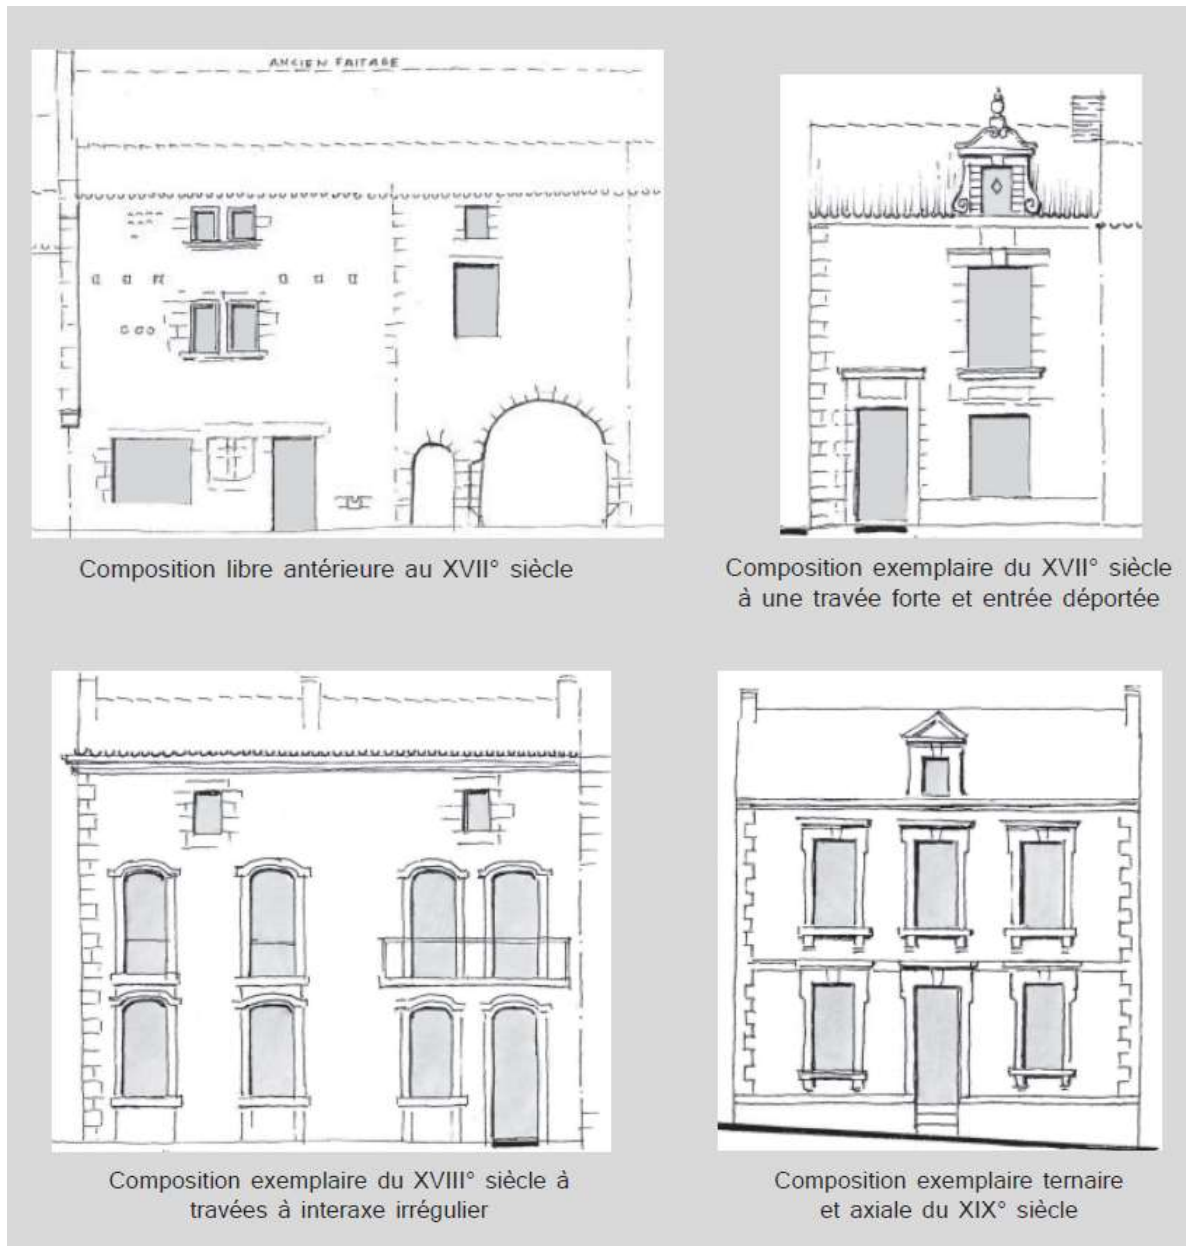 ANCIEN FAITAGE
Composition libre antérieure au XVII° siècle
Composition exemplaire du XVII° siècle
à une travée forte et entrée déportée
Composition exemplaire du XVIII° siècle à
travées à interaxe irrégulier
Composition exemplaire ternaire
et axiale du XIX° siècle